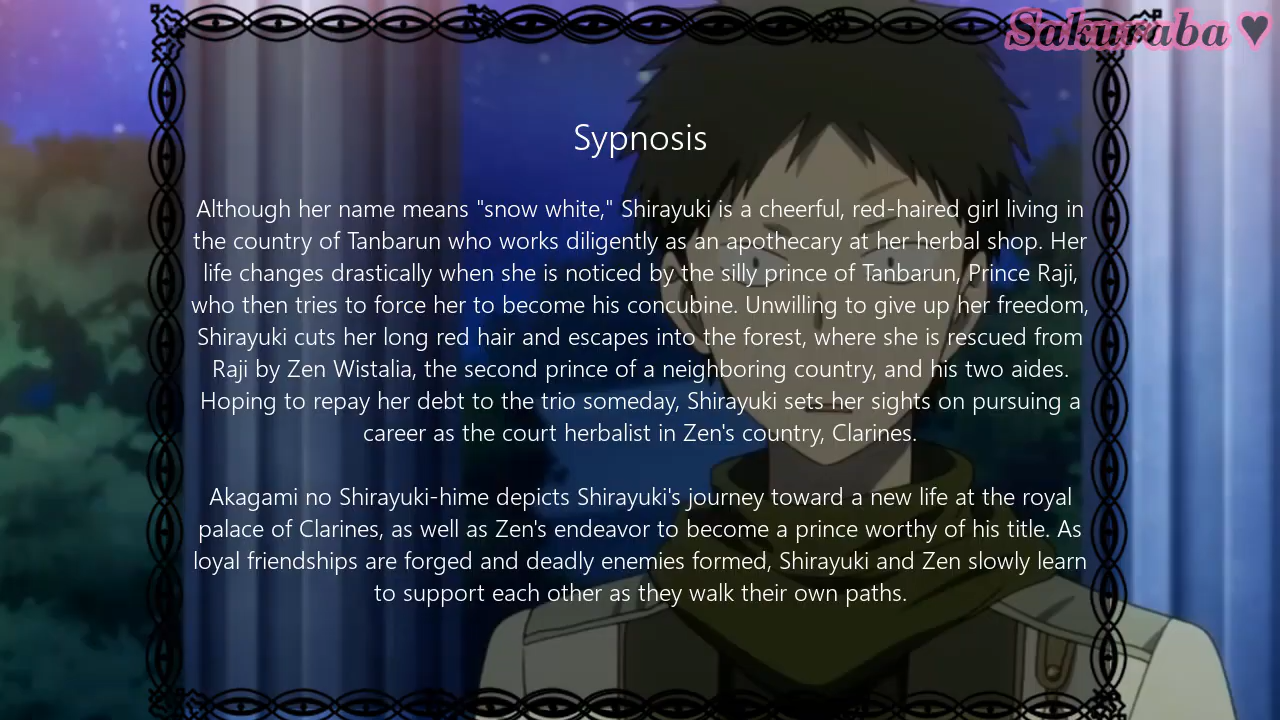 Sakuraba ♥
Sypnosis
Although her name means "snow white," Shirayuki is a cheerful, red-haired girl living in
the country of Tanbarun who works diligently as an apothecary at her herbal shop. Her
life changes drastically when she is noticed by the silly prince of Tanbarun, Prince Raji,
who then tries to force her to become his concubine. Unwilling to give up her freedom,
Shirayuki cuts her long red hair and escapes into the forest, where she is rescued from
Raji by Zen Wistalia, the second prince of a neighboring country, and his two aides.
Hoping to repay her debt to the trio someday, Shirayuki sets her sights on pursuing a
career as the court herbalist in Zen's country, Clarines.
Akagami no Shirayuki-hime depicts Shirayuki's journey toward a new life at the royal
palace of Clarines, as well as Zen's endeavor to become a prince worthy of his title. As
loyal friendships are forged and deadly enemies formed, Shirayuki and Zen slowly learn
to support each other as they walk their own paths.